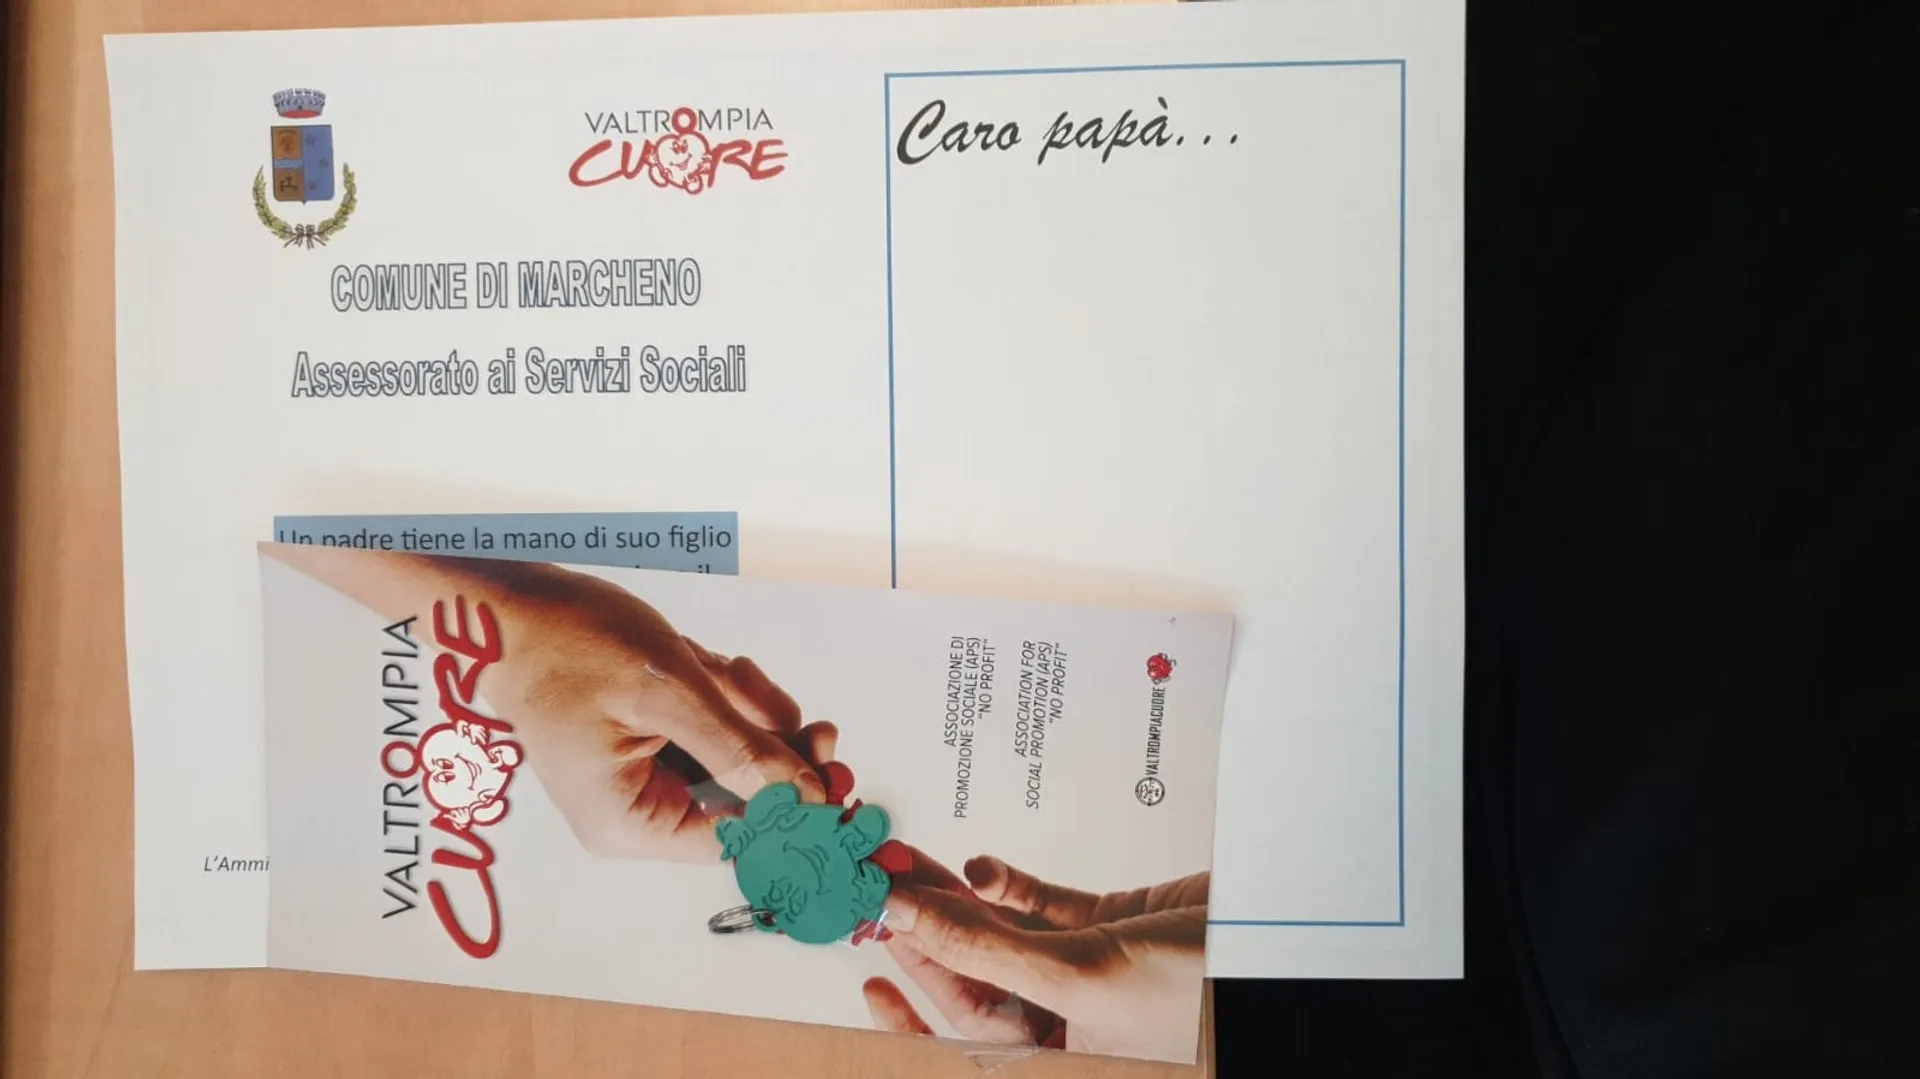 VALTROMPIA
CUORE
COMUNE DI MARCHENO
Assessorato ai Servizi Sociali
Un padre tiene la mano di suo figlio
L'Ammi
Caro papà...
VALTROMPIA
CUORE
ASSOCIAZIONE DI
PROMOZIONE SOCIALE (APS)
"NO PROFIT"
ASSOCIATION FOR
SOCIAL PROMOTION (APS)
"NO PROFIT"
VALTROMPIACUORE